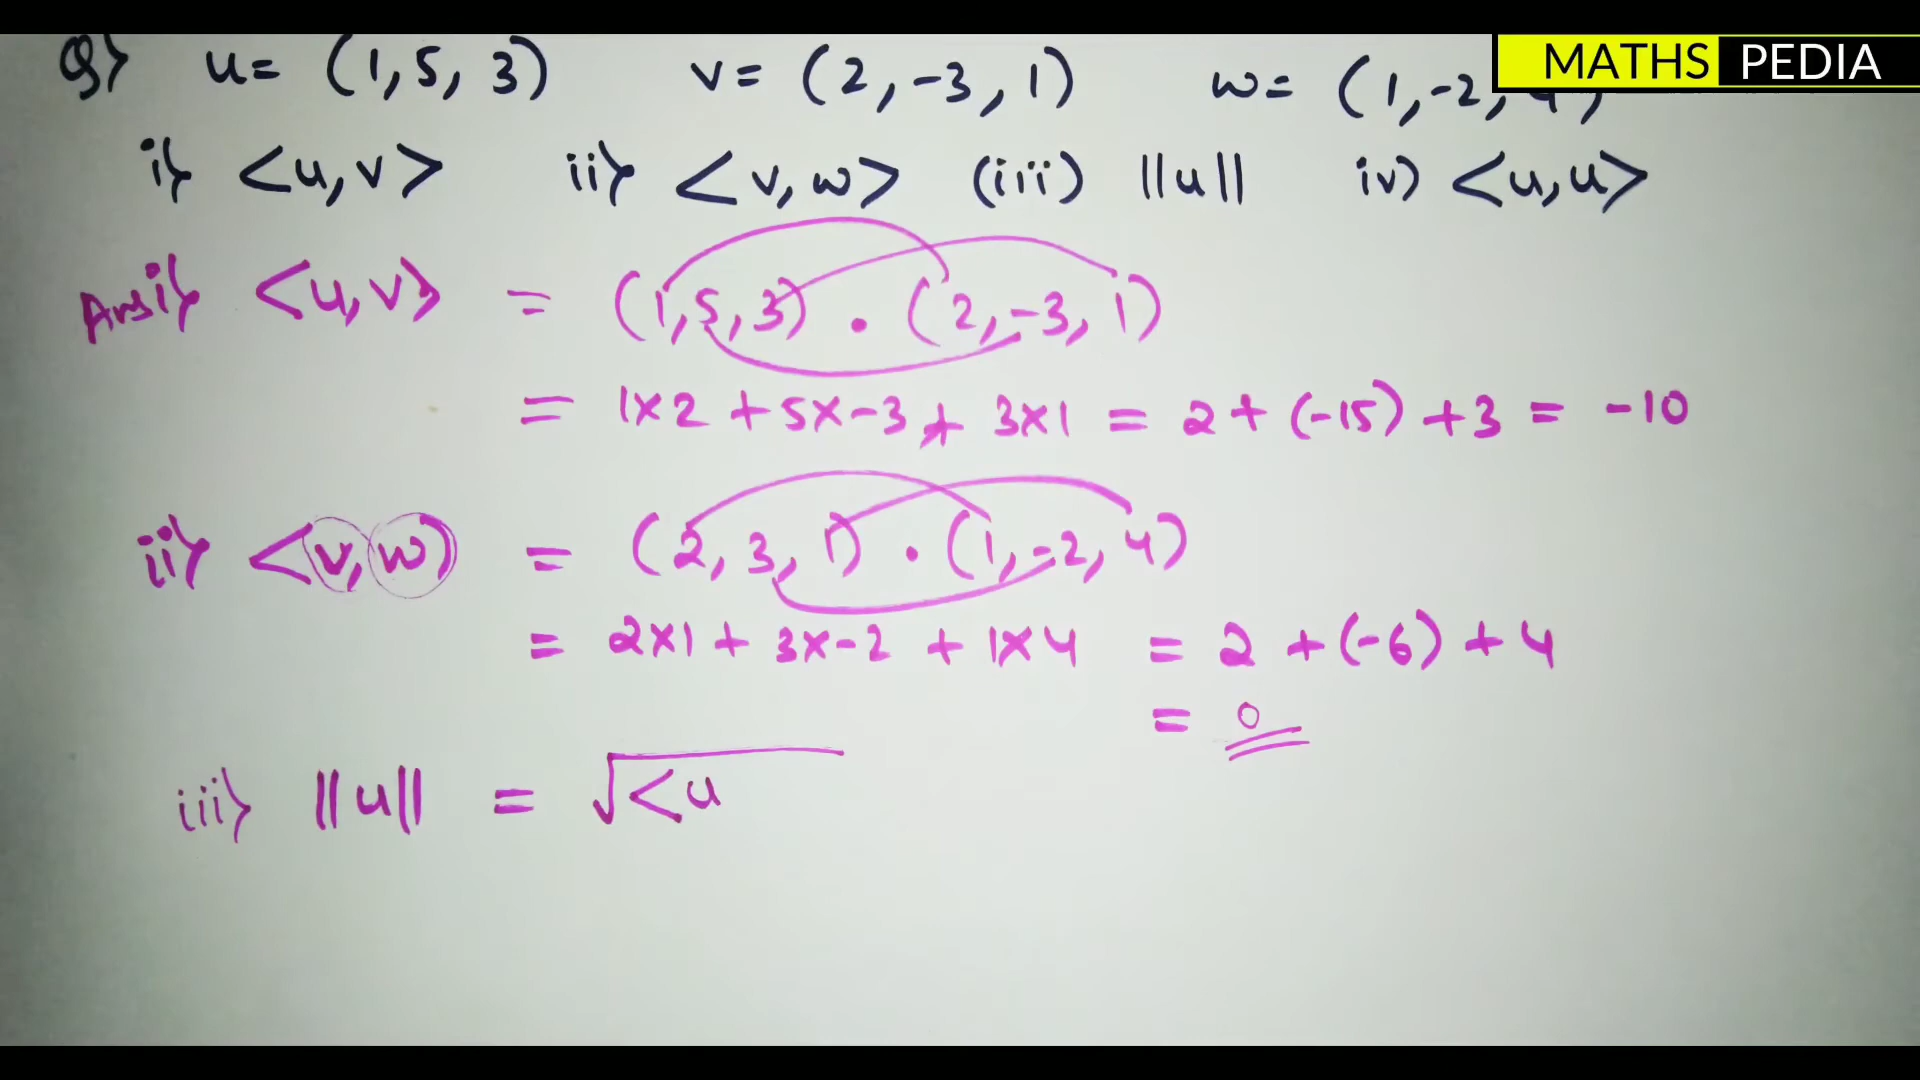 Q) u= (1,5, 3) v= (2,-3,1) w= (1,-2,4)
MATHS PEDIA
i) <u,v> ii) <v,w> (iii) ||u|| iv) <u,u>
Ans i) <u,v> = (1,5,3) . (2,-3,1)
= 1×2 + 5×-3 + 3×1 = 2+ (-15) +3 = -10
ii) <v,w) = (2,3,1) . (1,-2,4)
= 2×1 + 3×-2 + 1×4 = 2 + (-6) + 4
= 0
iii) ||u|| = √<u